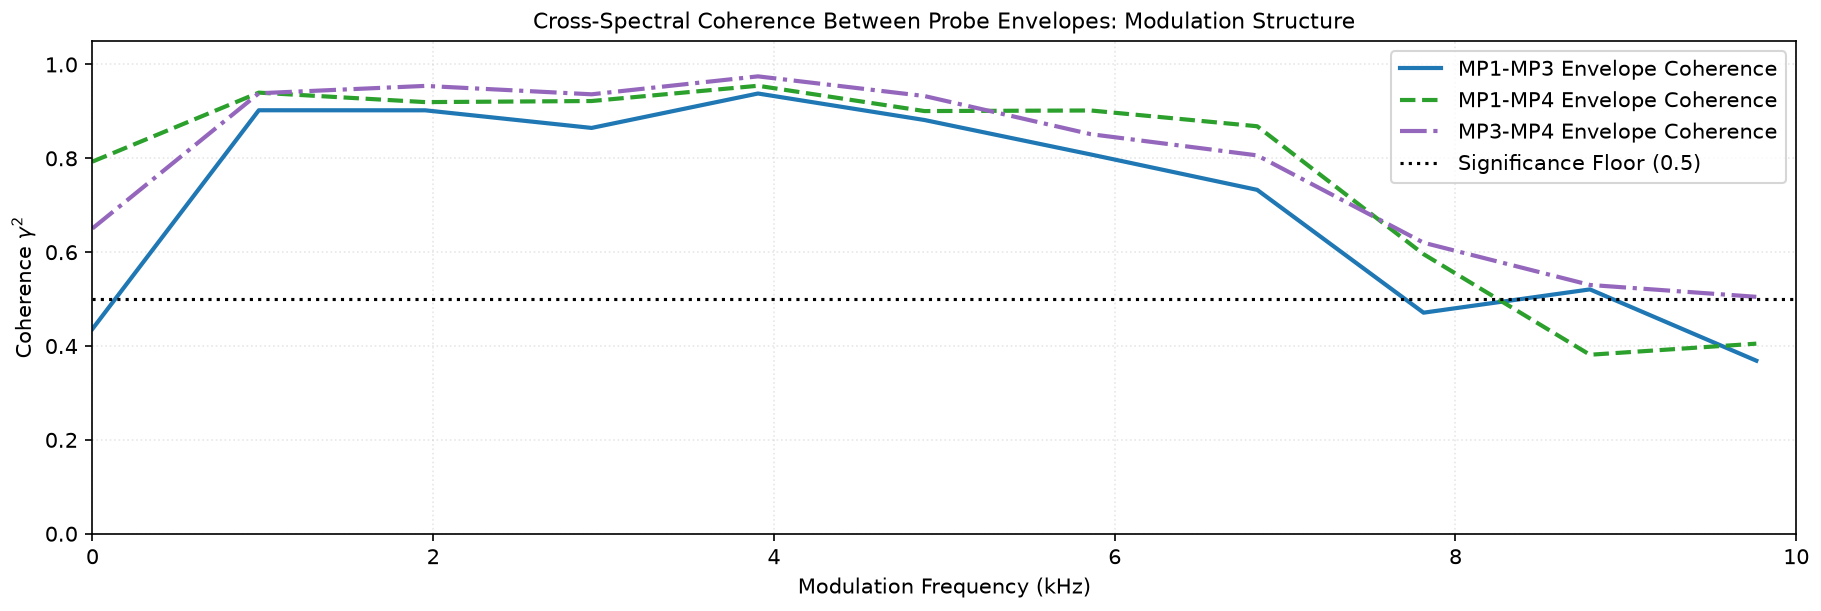 Cross-Spectral Coherence Between Probe Envelopes: Modulation Structure
1.0
0.8
0.6
0.4
0.2
0.0
Coherence γ²
MP1-MP3 Envelope Coherence
MP1-MP4 Envelope Coherence
MP3-MP4 Envelope Coherence
Significance Floor (0.5)
0 2 4 6 8 10
Modulation Frequency (kHz)